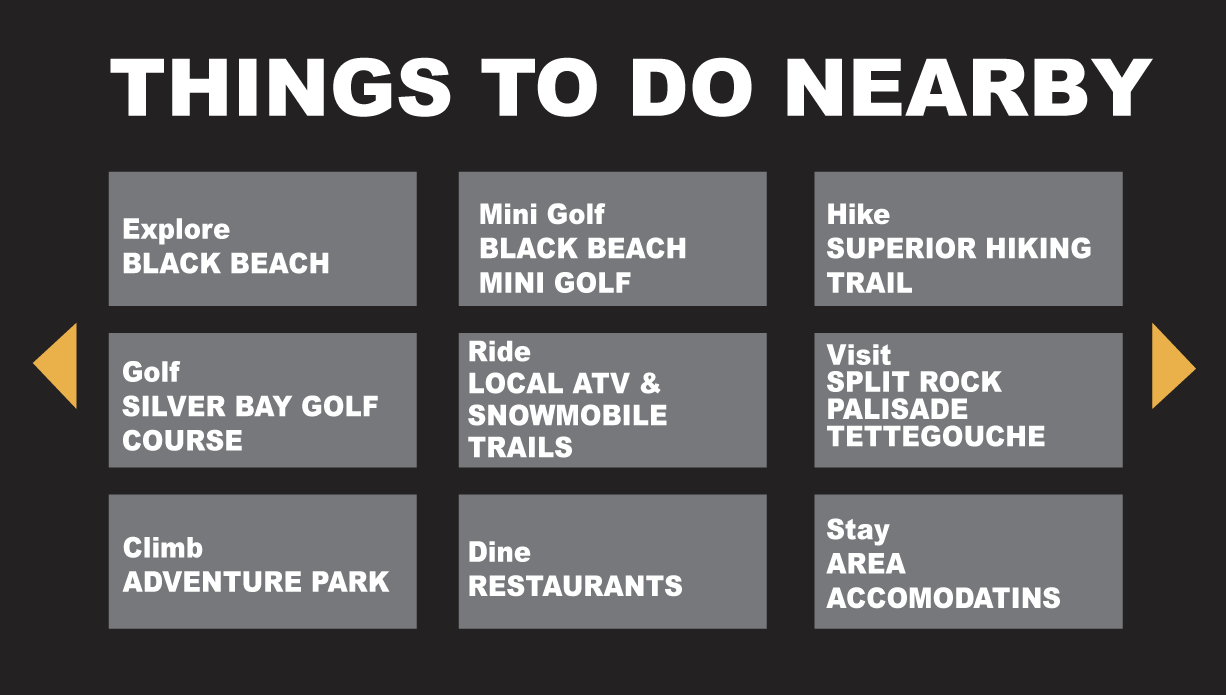 THINGS TO DO NEARBY
Explore
BLACK BEACH
Mini Golf
BLACK BEACH
MINI GOLF
Hike
SUPERIOR HIKING
TRAIL
Golf
SILVER BAY GOLF
COURSE
Ride
LOCAL ATV &
SNOWMOBILE
TRAILS
Visit
SPLIT ROCK
PALISADE
TETTEGOUCHE
Climb
ADVENTURE PARK
Dine
RESTAURANTS
Stay
AREA
ACCOMODATINS